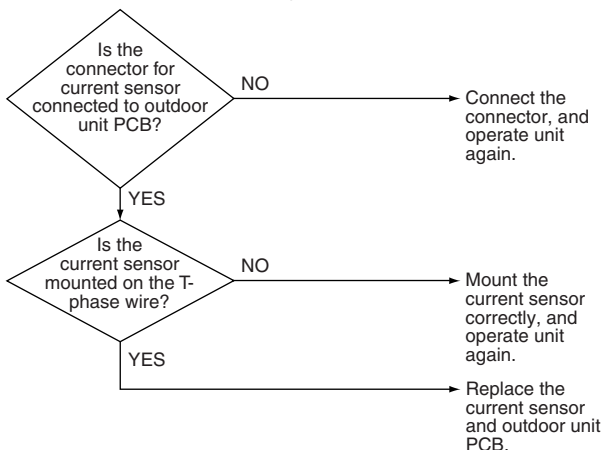 Is the
connector for
current sensor
connected to outdoor
unit PCB?
NO
Connect the
connector, and
operate unit
again.
YES
Is the
current sensor
mounted on the T-
phase wire?
NO
Mount the
current sensor
correctly, and
operate unit
again.
YES
Replace the
current sensor
and outdoor unit
PCB.